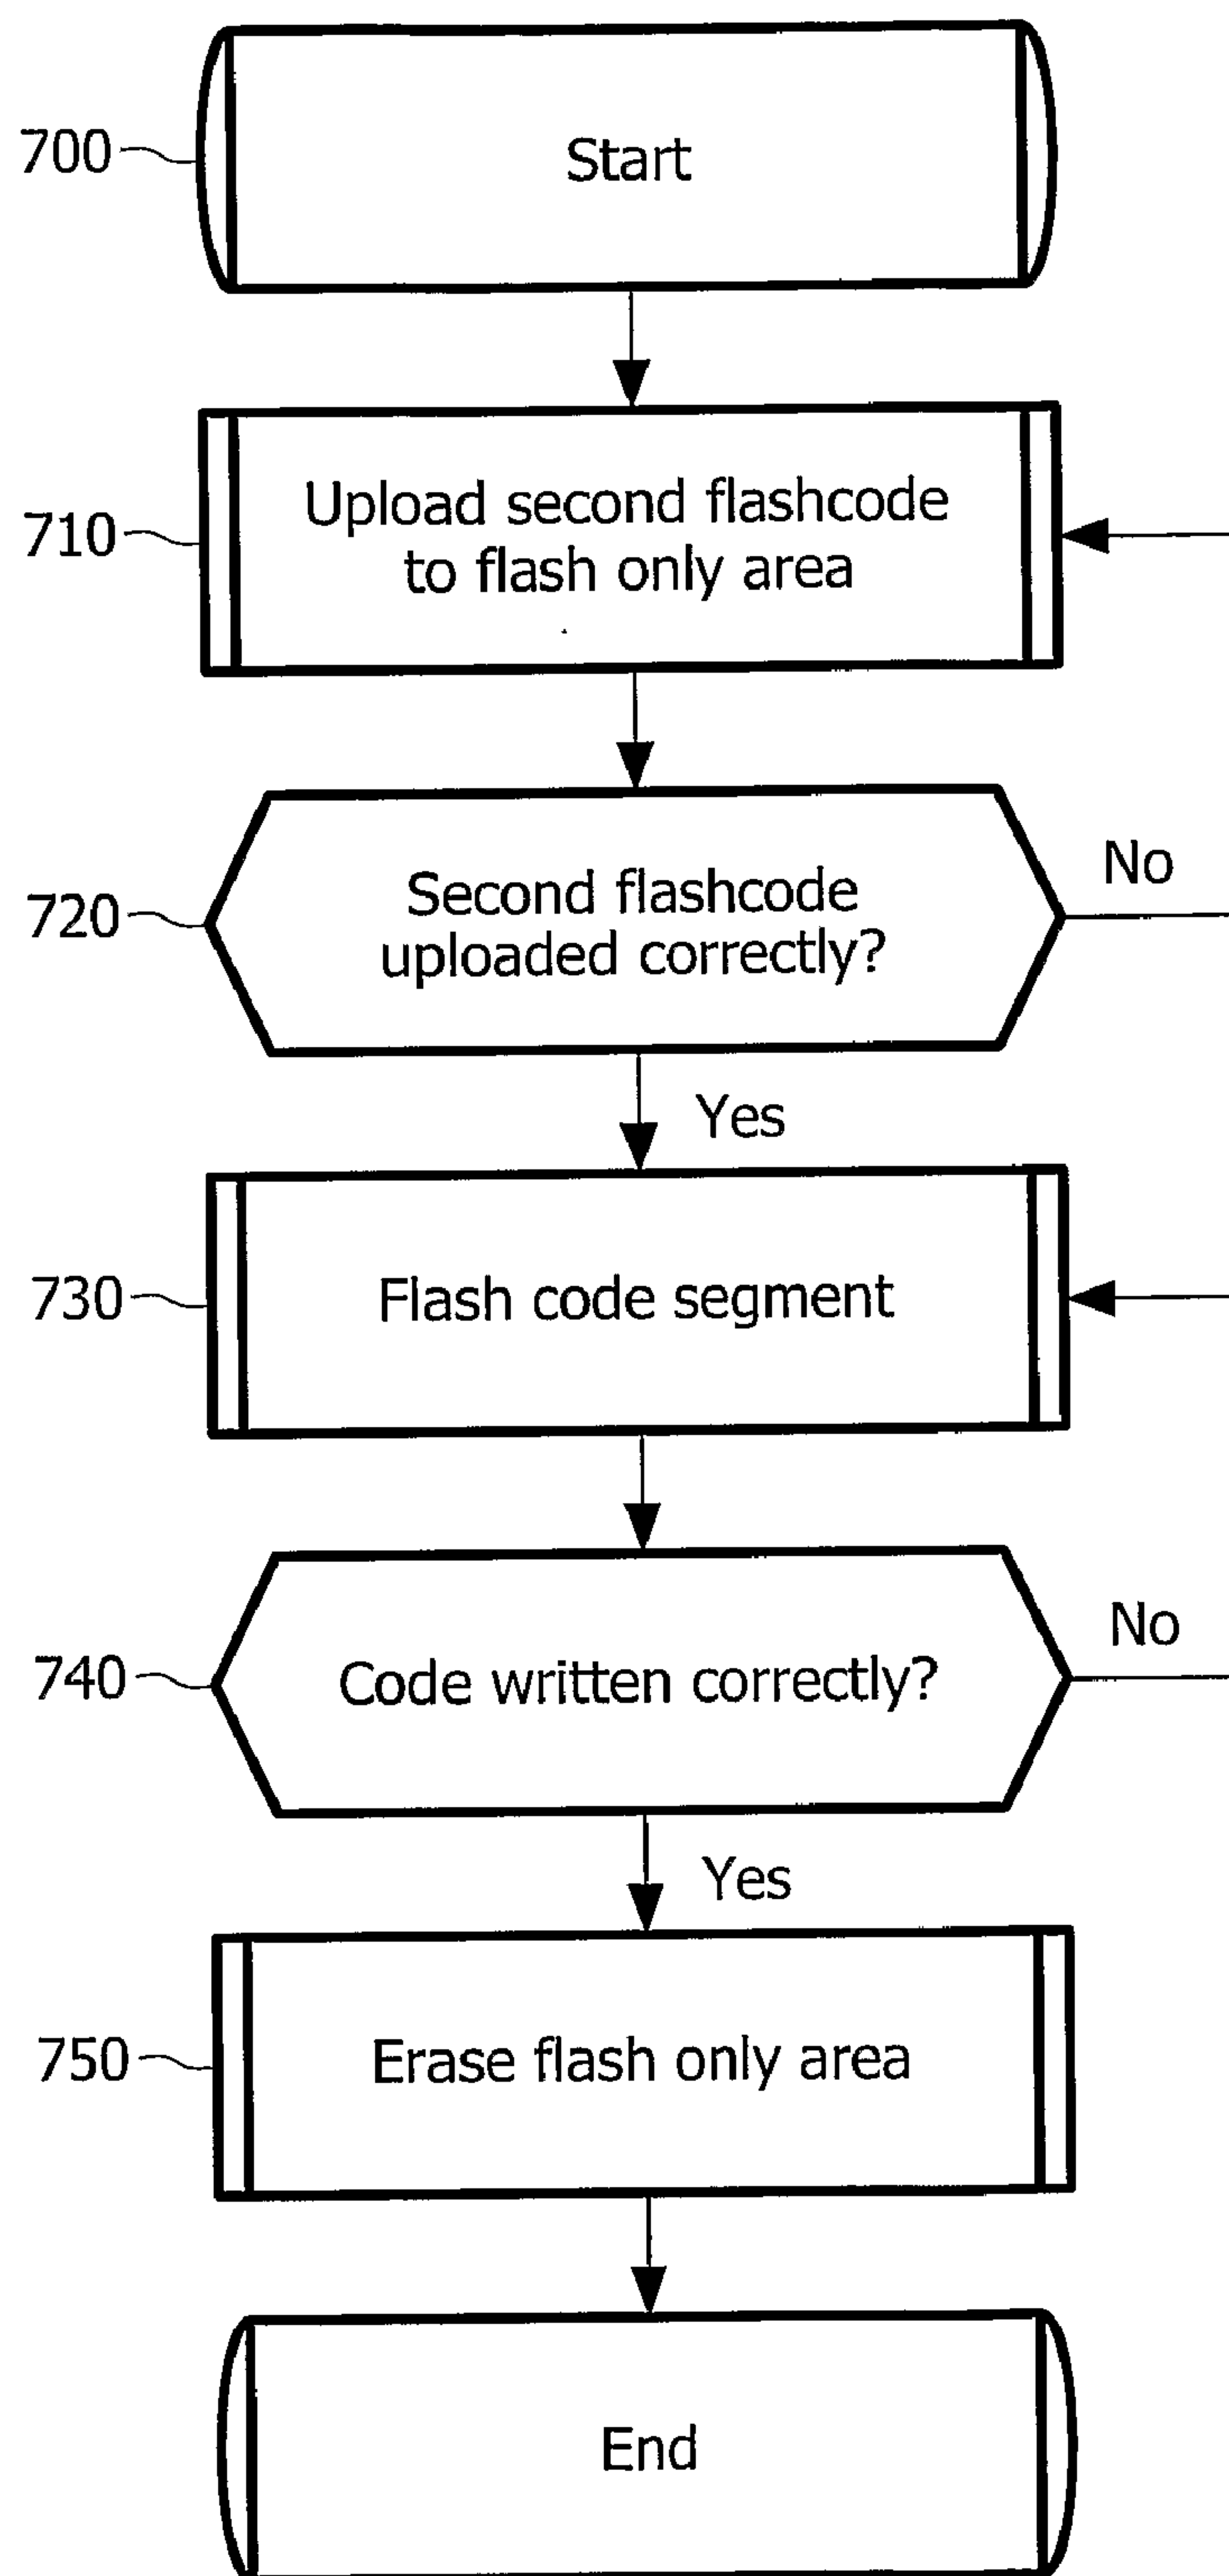 700
Start
710
Upload second flashcode
to flash only area
720
Second flashcode
uploaded correctly?
No
Yes
730
Flash code segment
740
Code written correctly?
No
Yes
750
Erase flash only area
End